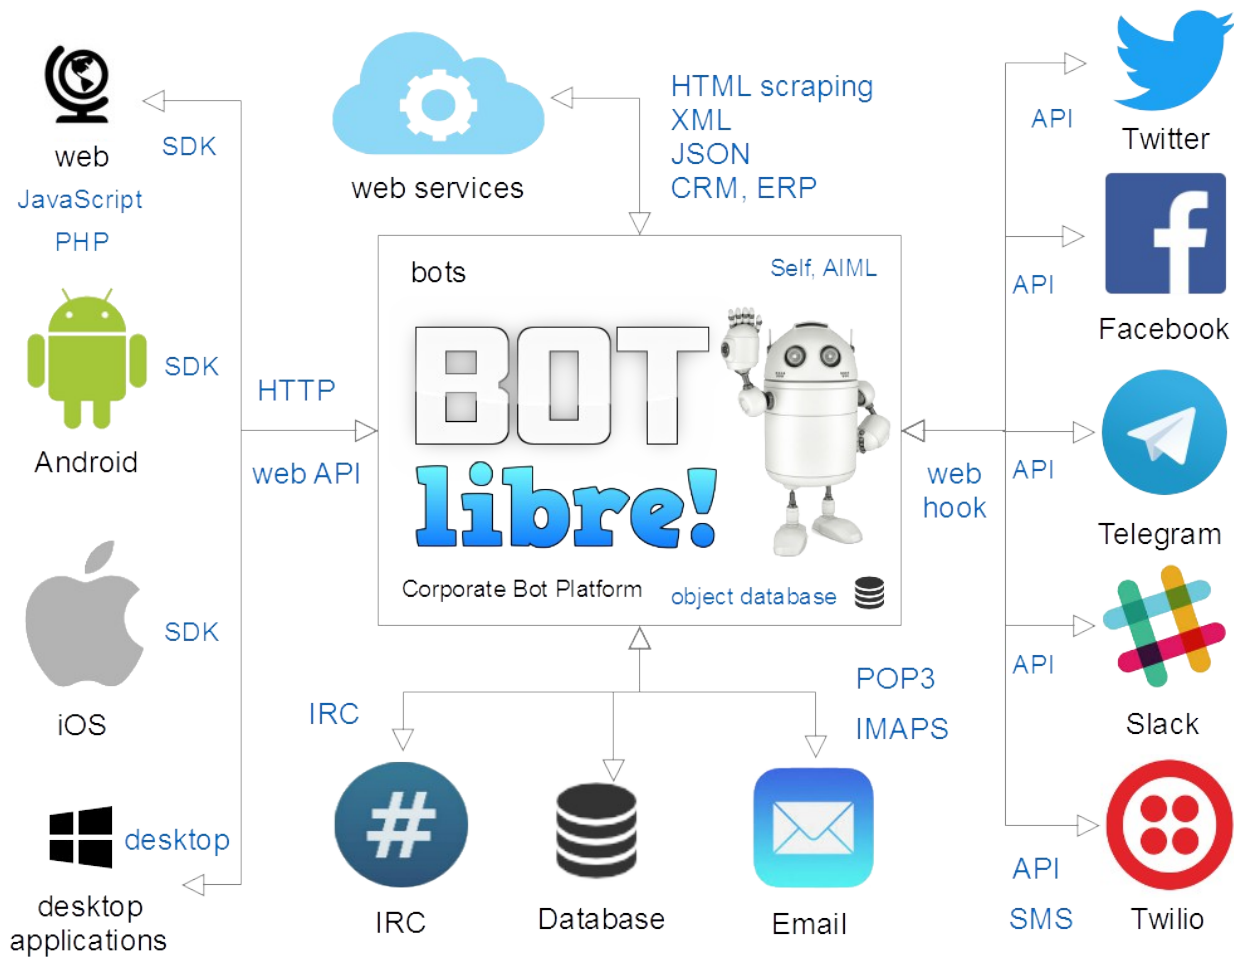 web
SDK
JavaScript
PHP
Android
SDK
iOS
SDK
desktop
desktop
applications
HTTP
web API
web services
HTML scraping
XML
JSON
CRM, ERP
bots
Self, AIML
BOT
libre!
Corporate Bot Platform
object database
IRC
IRC
Database
POP3
IMAPS
Email
web
hook
API
Twitter
API
Facebook
API
Telegram
API
Slack
API
SMS
Twilio